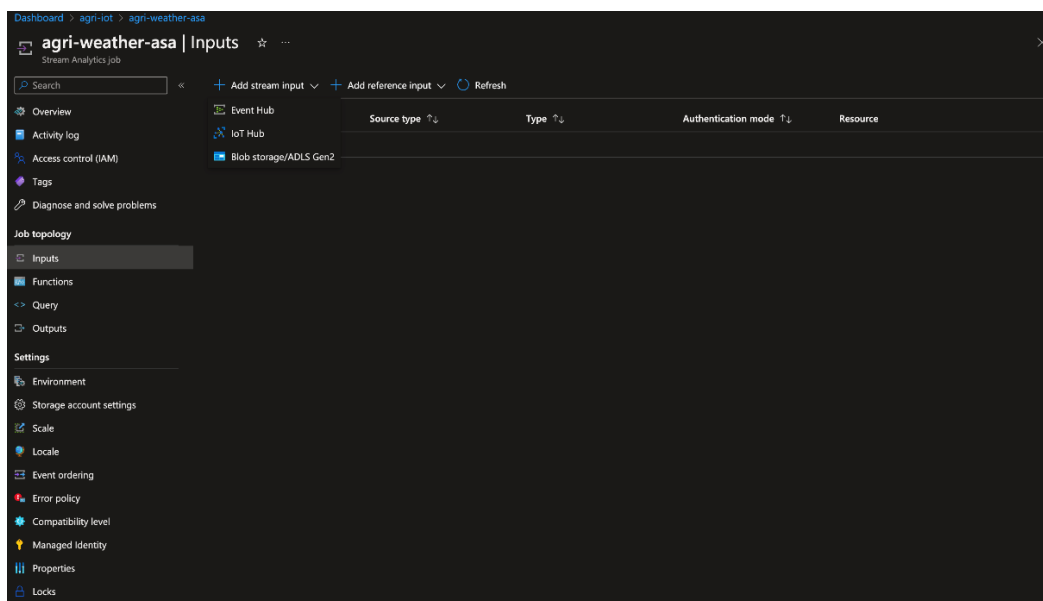 Dashboard > agri-iot > agri-weather-asa
agri-weather-asa | Inputs
Stream Analytics job
Search
Add stream input
Add reference input
Refresh
Event Hub
IoT Hub
Blob storage/ADLS Gen2
Source type
Type
Authentication mode
Resource
Overview
Activity log
Access control (IAM)
Tags
Diagnose and solve problems
Job topology
Inputs
Functions
Query
Outputs
Settings
Environment
Storage account settings
Scale
Locale
Event ordering
Error policy
Compatibility level
Managed Identity
Properties
Locks